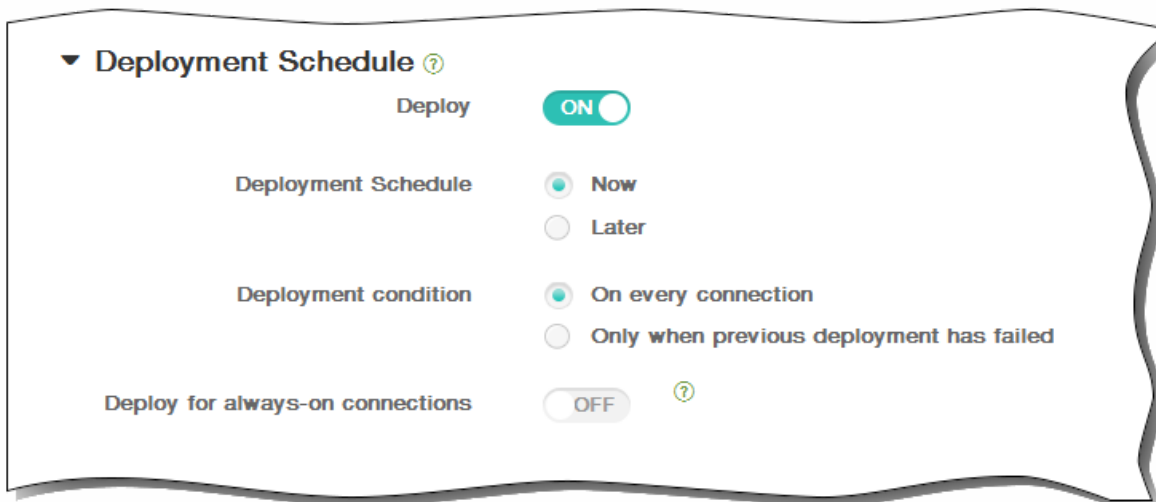 Deployment Schedule ?
Deploy ON
Deployment Schedule Now
Later
Deployment condition On every connection
Only when previous deployment has failed
Deploy for always-on connections OFF ?